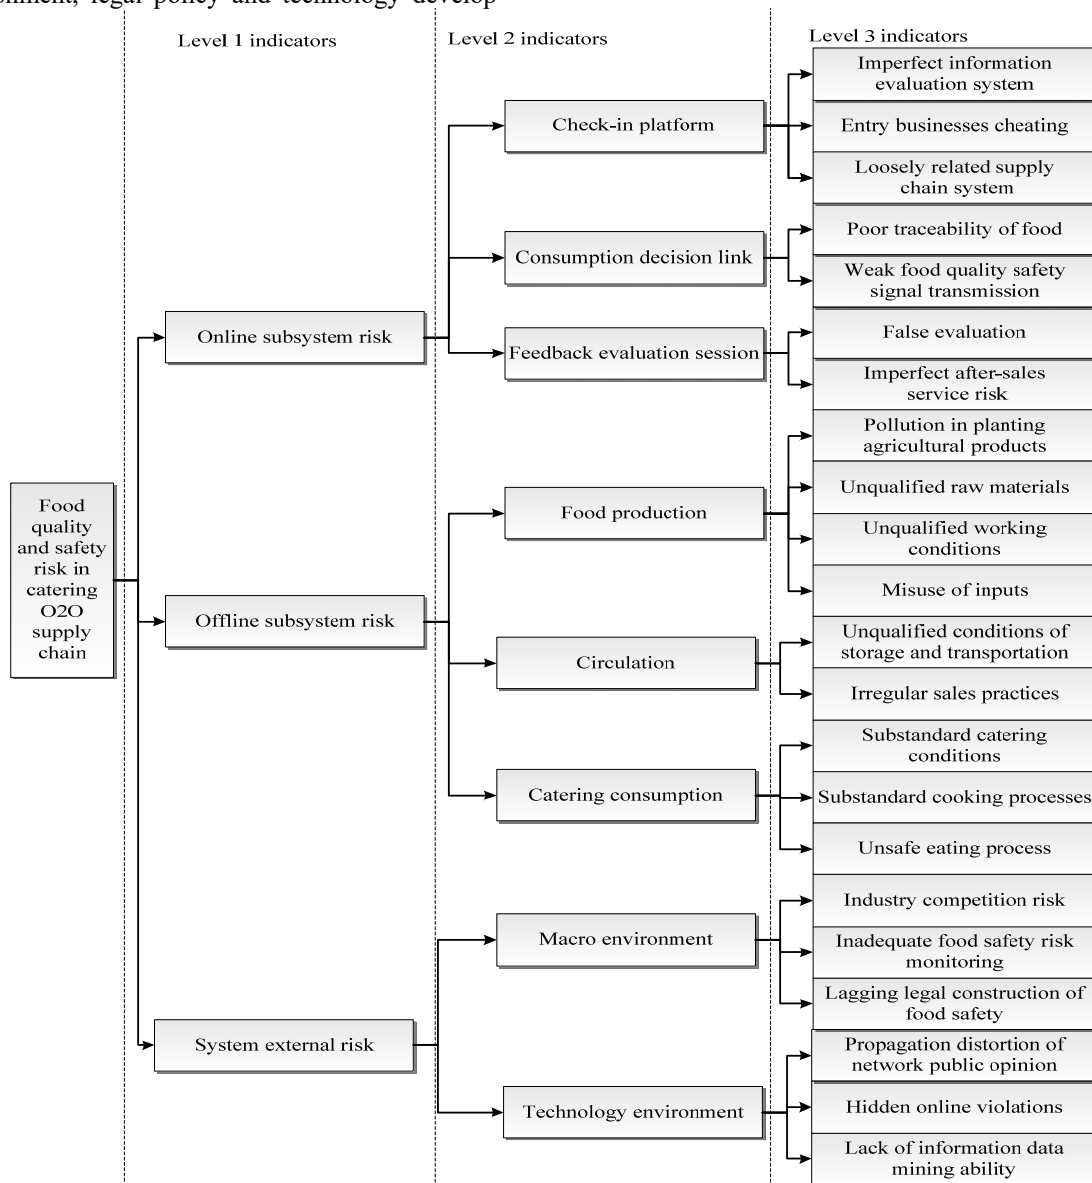 onment, legal policy and technology develop-
Level 1 indicators
Level 2 indicators
Level 3 indicators
Imperfect information
evaluation system
Check-in platform
Entry businesses cheating
Loosely related supply
chain system
Poor traceability of food
Consumption decision link
Weak food quality safety
signal transmission
Online subsystem risk
False evaluation
Feedback evaluation session
Imperfect after-sales
service risk
Pollution in planting
agricultural products
Unqualified raw materials
Food production
Unqualified working
conditions
Misuse of inputs
Food
quality
and safety
risk in
catering
O2O
supply
chain
Offline subsystem risk
Unqualified conditions of
storage and transportation
Circulation
Irregular sales practices
Substandard catering
conditions
Catering consumption
Substandard cooking processes
Unsafe eating process
Industry competition risk
Macro environment
Inadequate food safety risk
monitoring
Lagging legal construction of
food safety
System external risk
Propagation distortion of
network public opinion
Technology environment
Hidden online violations
Lack of information data
mining ability